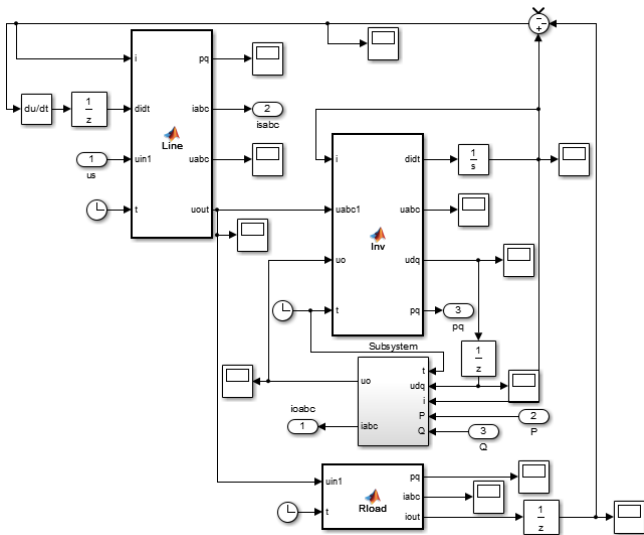 i
pq
du/dt
1
z
didt
iabc
2
isabc
Line
1
us
uin1
uabc
t
uout
−
+
i
didt
1
s
uabc1
uabc
Inv
uo
udq
t
pq
3
pq
Subsystem
1
z
t
uo
udq
i
ioabc
1
iabc
P
2
P
Q
3
Q
uin1
pq
iabc
t
Rload
iout
1
z